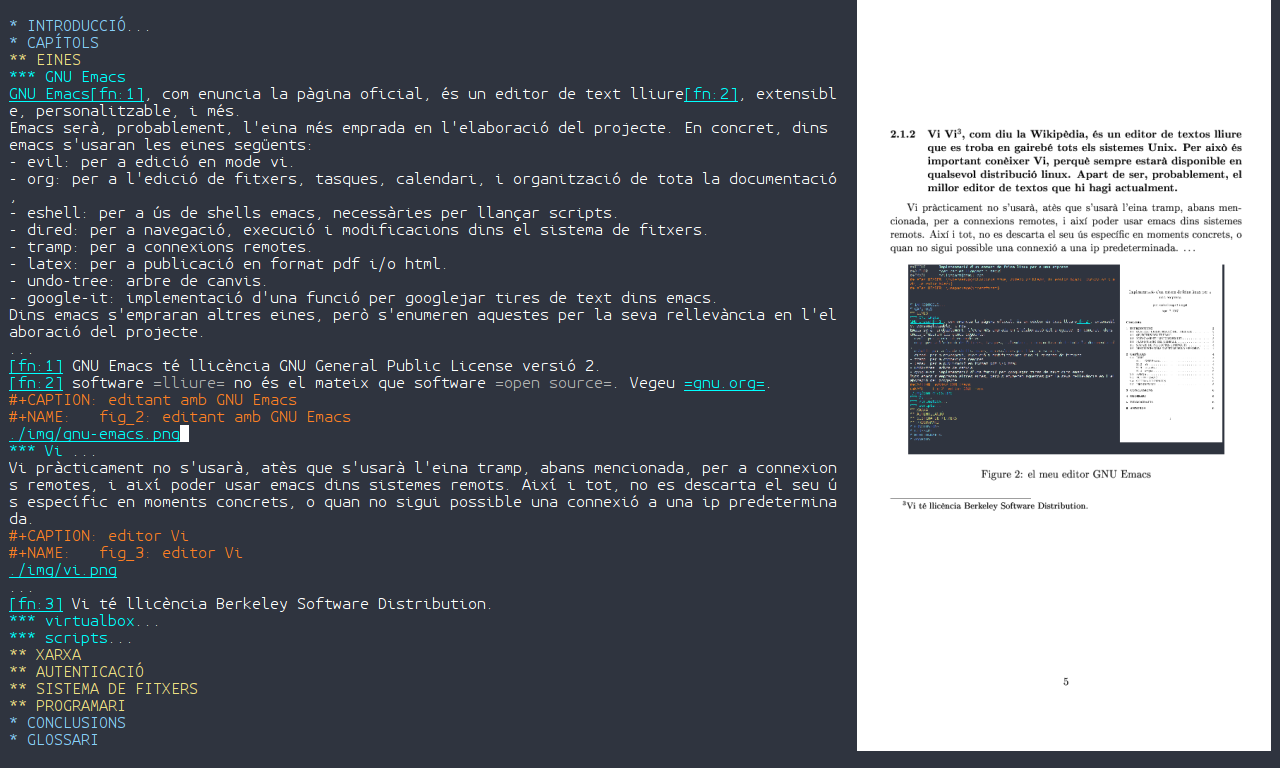 * INTRODUCCIÓ...
* CAPÍTOLS
** EINES
*** GNU Emacs
GNU Emacs[fn:1], com enuncia la pàgina oficial, és un editor de text lliure[fn:2], extensibl
e, personalitzable, i més.
Emacs serà, probablement, l'eina més emprada en l'elaboració del projecte. En concret, dins
emacs s'usaran les eines següents:
- evil: per a edició en mode vi.
- org: per a l'edició de fitxers, tasques, calendari, i organització de tota la documentació
,
- eshell: per a ús de shells emacs, necessàries per llançar scripts.
- dired: per a navegació, execució i modificacions dins el sistema de fitxers.
- tramp: per a connexions remotes.
- latex: per a publicació en format pdf i/o html.
- undo-tree: arbre de canvis.
- google-it: implementació d'una funció per googlejar tires de text dins emacs.
Dins emacs s'empraran altres eines, però s'enumeren aquestes per la seva rellevància en l'el
aboració del projecte.
...
[fn:1] GNU Emacs té llicència GNU General Public License versió 2.
[fn:2] software =lliure= no és el mateix que software =open source=. Vegeu =gnu.org=.
#+CAPTION: editant amb GNU Emacs
#+NAME:   fig_2: editant amb GNU Emacs
./img/gnu-emacs.png
*** Vi ...
Vi pràcticament no s'usarà, atès que s'usarà l'eina tramp, abans mencionada, per a connexion
s remotes, i així poder usar emacs dins sistemes remots. Així i tot, no es descarta el seu ú
s específic en moments concrets, o quan no sigui possible una connexió a una ip predetermina
da.
#+CAPTION: editor Vi
#+NAME:   fig_3: editor Vi
./img/vi.png
...
[fn:3] Vi té llicència Berkeley Software Distribution.
*** virtualbox...
*** scripts...
** XARXA
** AUTENTICACIÓ
** SISTEMA DE FITXERS
** PROGRAMARI
* CONCLUSIONS
* GLOSSARI
2.1.2 Vi Vi3, com diu la Wikipèdia, és un editor de textos lliure
que es troba en gairebé tots els sistemes Unix. Per això és
important conèixer Vi, perquè sempre estarà disponible en
qualsevol distribució linux. Apart de ser, probablement, el
millor editor de textos que hi hagi actualment.
Vi pràcticament no s'usarà, atès que s'usarà l'eina tramp, abans men-
cionada, per a connexions remotes, i així poder usar emacs dins sistemes
remots. Així i tot, no es descarta el seu ús específic en moments concrets, o
quan no sigui possible una connexió a una ip predeterminada. ...
Figure 2: el meu editor GNU Emacs
3Vi té llicència Berkeley Software Distribution.
5